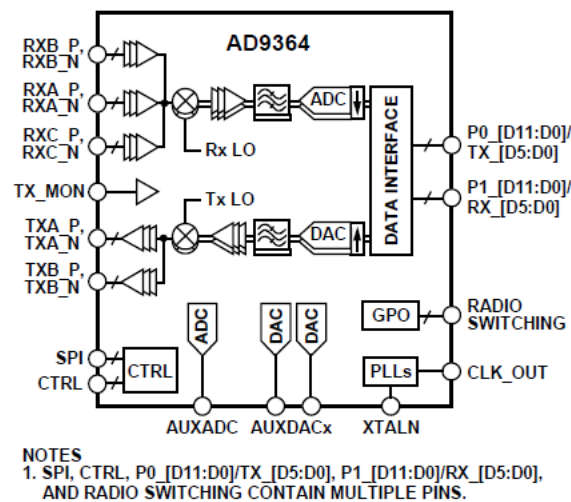 AD9364
RXB_P,
RXB_N
RXA_P,
RXA_N
RXC_P,
RXC_N
TX_MON
TXA_P,
TXA_N
TXB_P,
TXB_N
Rx LO
Tx LO
ADC
DAC
DATA INTERFACE
P0_[D11:D0]/
TX_[D5:D0]
P1_[D11:D0]/
RX_[D5:D0]
ADC
DAC
DAC
GPO
RADIO
SWITCHING
SPI
CTRL
CTRL
PLLs
CLK_OUT
AUXADC
AUXDACx
XTALN
NOTES
1. SPI, CTRL, P0_[D11:D0]/TX_[D5:D0], P1_[D11:D0]/RX_[D5:D0],
AND RADIO SWITCHING CONTAIN MULTIPLE PINS.